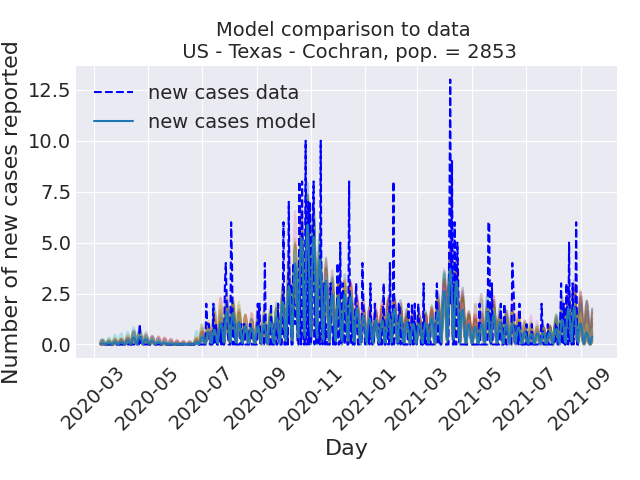 Model comparison to data
US - Texas - Cochran, pop. = 2853
Number of new cases reported
12.5
10.0
7.5
5.0
2.5
0.0
new cases data
new cases model
2020-03
2020-05
2020-07
2020-09
2020-11
2021-01
2021-03
2021-05
2021-07
2021-09
Day